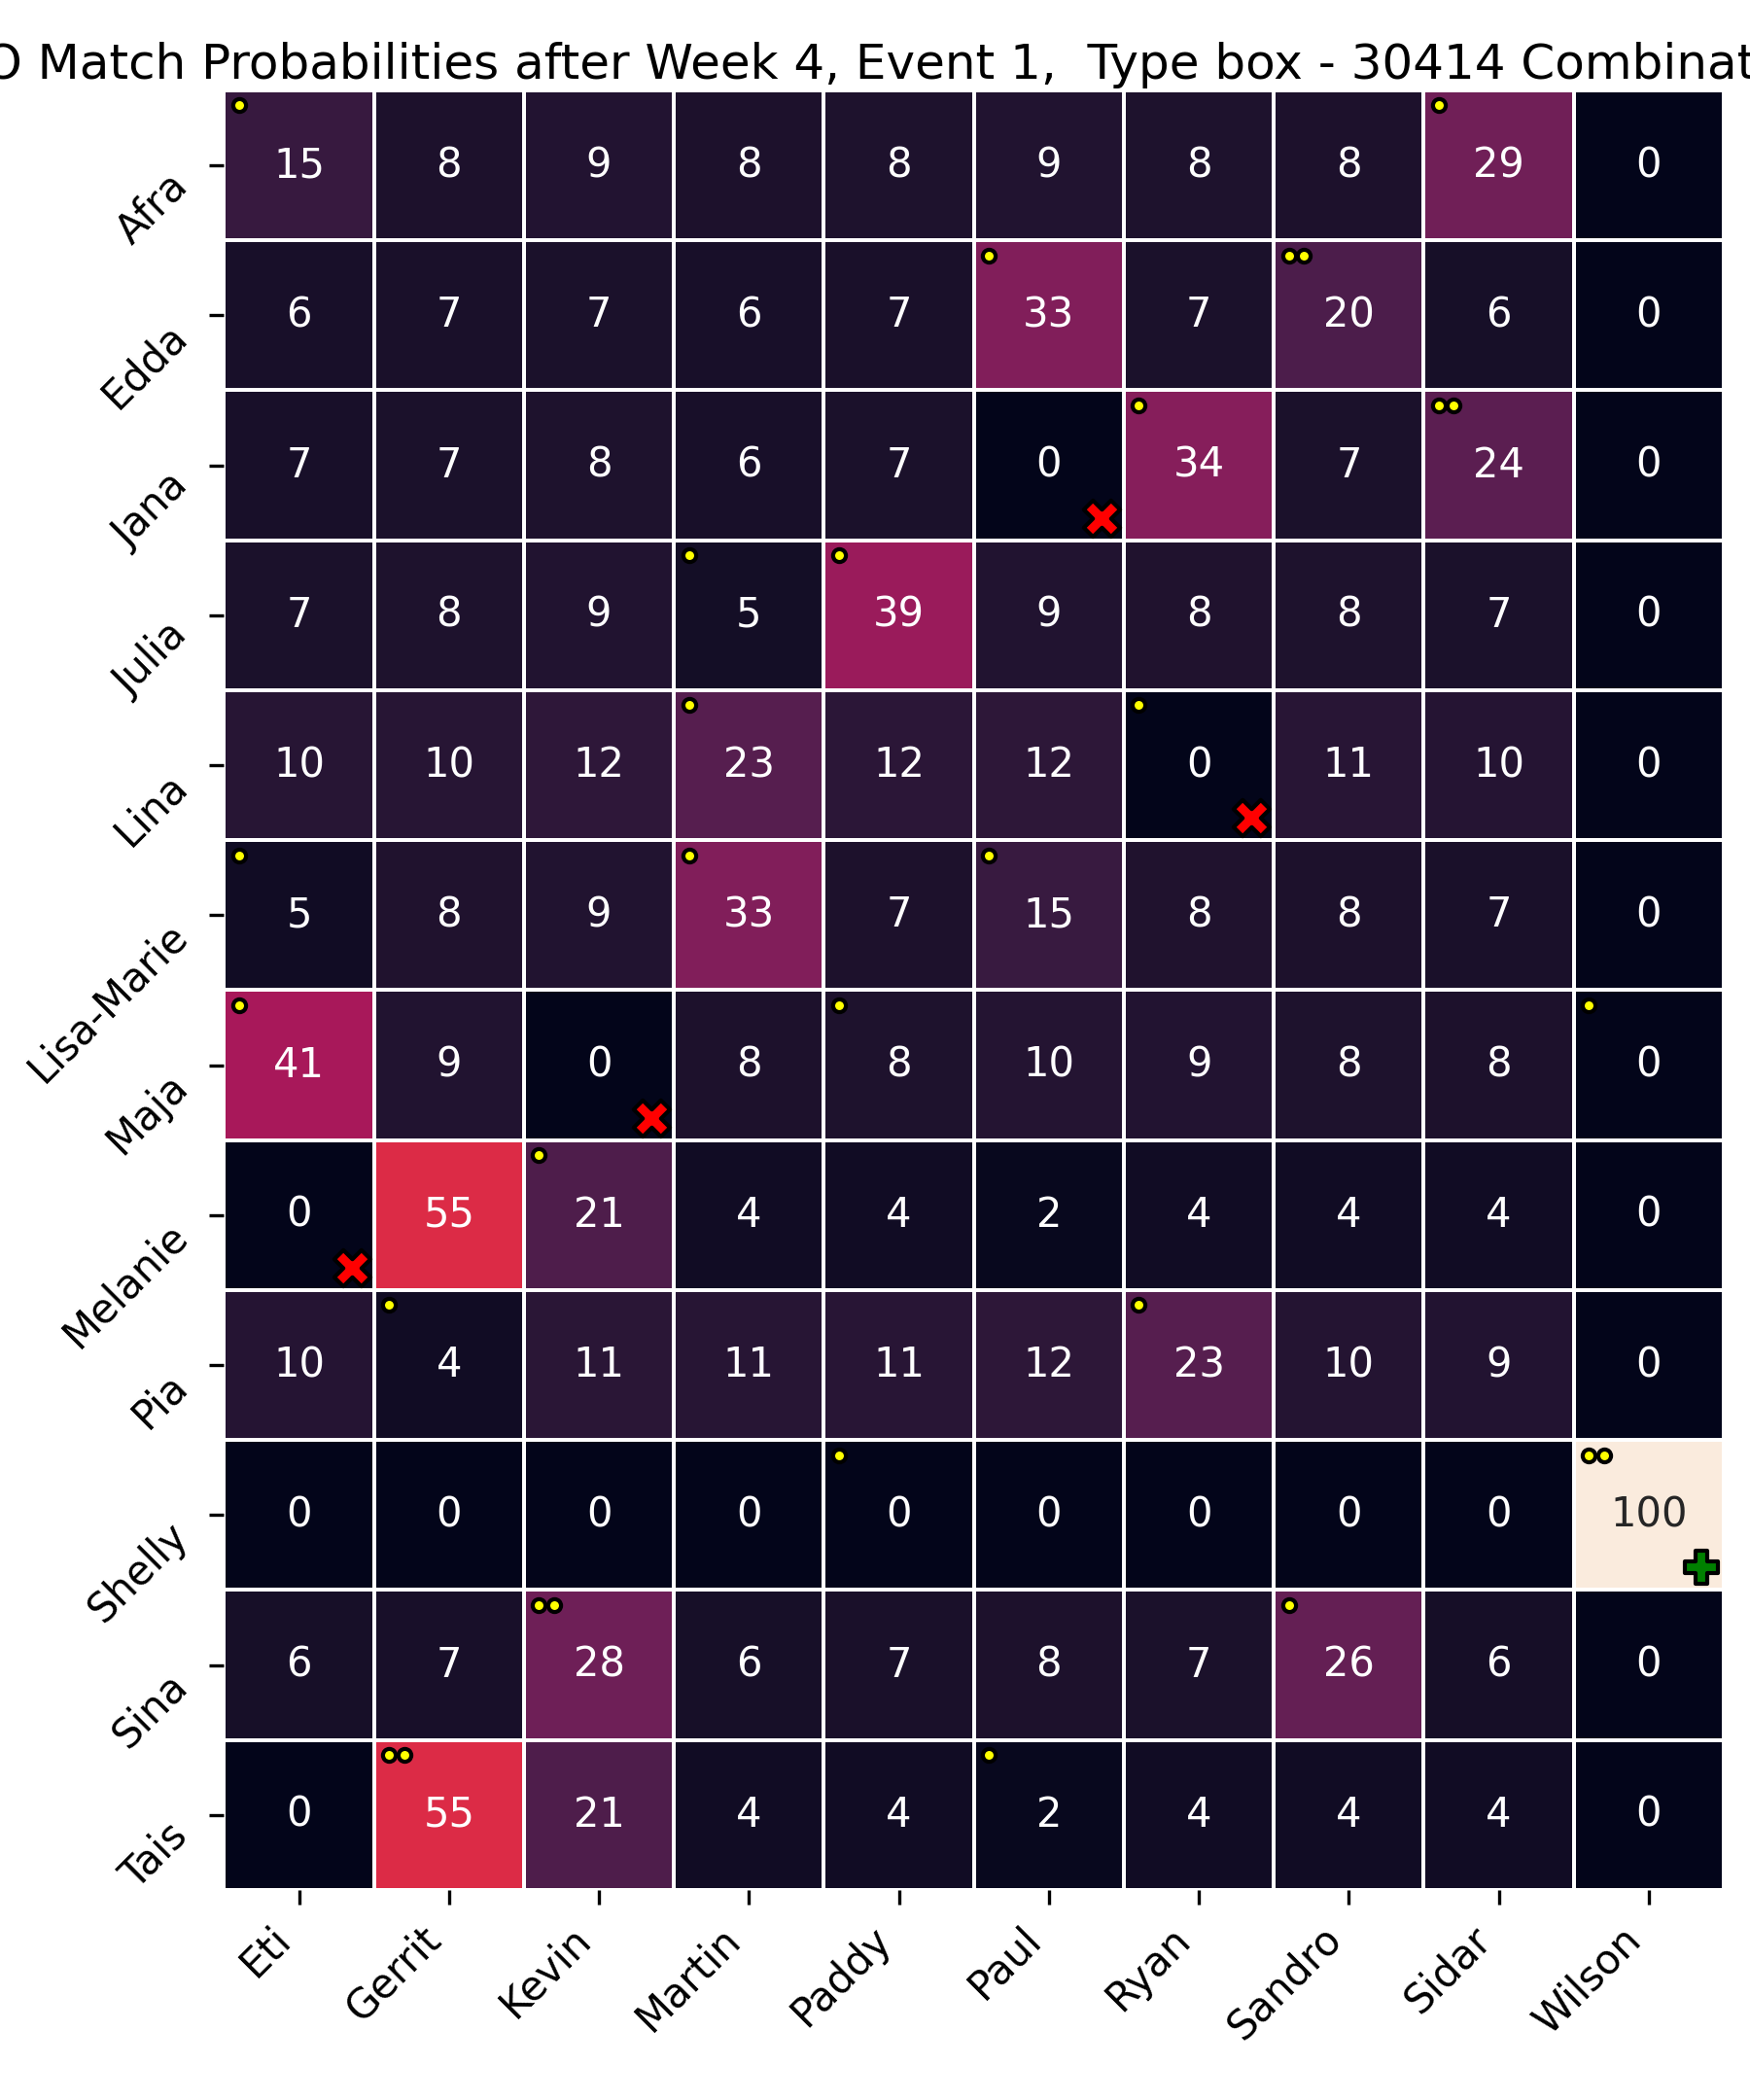 O Match Probabilities after Week 4, Event 1, Type box - 30414 Combinat
Afra 15 8 9 8 8 9 8 8 29 0
Edda 6 7 7 6 7 33 7 20 6 0
Jana 7 7 8 6 7 0 34 7 24 0
Julia 7 8 9 5 39 9 8 8 7 0
Lina 10 10 12 23 12 12 0 11 10 0
Lisa-Marie 5 8 9 33 7 15 8 8 7 0
Maja 41 9 0 8 8 10 9 8 8 0
Melanie 0 55 21 4 4 2 4 4 4 0
Pia 10 4 11 11 11 12 23 10 9 0
Shelly 0 0 0 0 0 0 0 0 0 100
Sina 6 7 28 6 7 8 7 26 6 0
Tais 0 55 21 4 4 2 4 4 4 0
Eti Gerrit Kevin Martin Paddy Paul Ryan Sandro Sidar Wilson